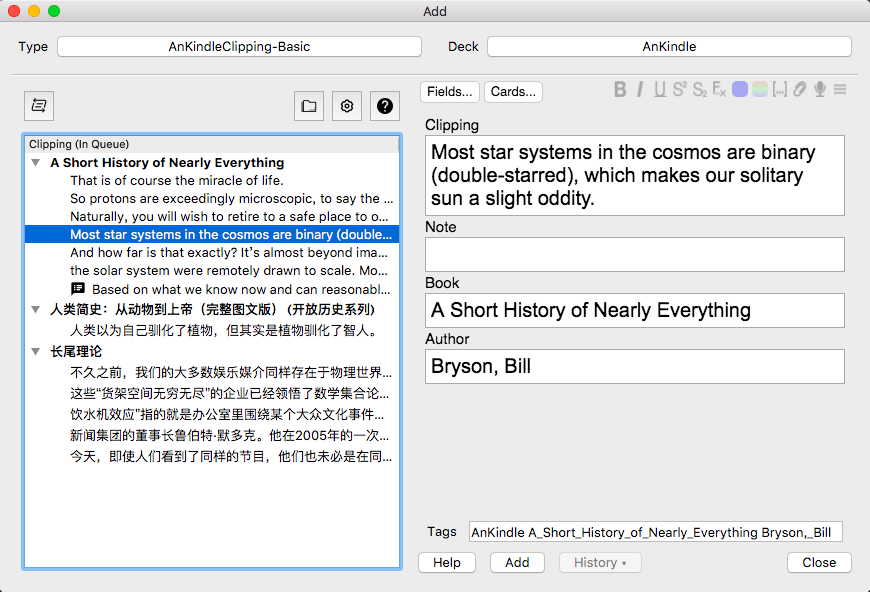 Add
Type AnKindleClipping-Basic Deck AnKindle
Fields... Cards... B I U S² S₂ Ex [...]
Clipping (In Queue)
A Short History of Nearly Everything
That is of course the miracle of life.
So protons are exceedingly microscopic, to say the ...
Naturally, you will wish to retire to a safe place to o...
Most star systems in the cosmos are binary (double...
And how far is that exactly? It's almost beyond ima...
the solar system were remotely drawn to scale. Mo...
Based on what we know now and can reasonabl...
人类简史：从动物到上帝（完整图文版） (开放历史系列)
人类以为自己驯化了植物，但其实是植物驯化了智人。
长尾理论
不久之前，我们的大多数娱乐媒介同样存在于物理世界...
这些“货架空间无穷无尽”的企业已经领悟了数学集合论...
饮水机效应”指的就是办公室里围绕某个大众文化事件...
新闻集团的董事长鲁伯特·默多克。他在2005年的一次...
今天，即使人们看到了同样的节目，他们也未必是在同...
Clipping
Most star systems in the cosmos are binary
(double-starred), which makes our solitary
sun a slight oddity.
Note
Book
A Short History of Nearly Everything
Author
Bryson, Bill
Tags AnKindle A_Short_History_of_Nearly_Everything Bryson,_Bill
Help Add History Close